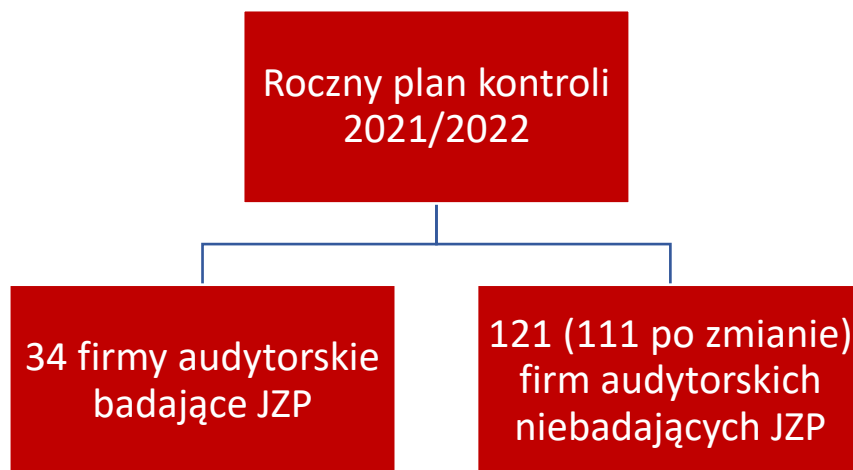 Roczny plan kontroli
2021/2022
34 firmy audytorskie
badające JZP
121 (111 po zmianie)
firm audytorskich
niebadających JZP